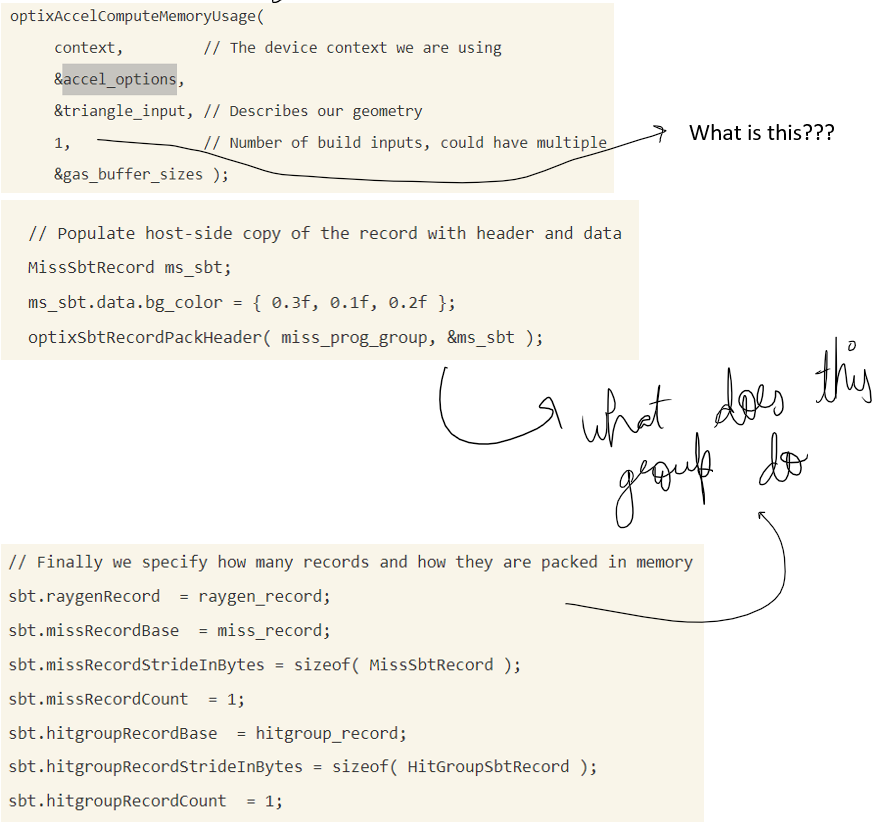 optixAccelComputeMemoryUsage(
context, // The device context we are using
&accel_options,
&triangle_input, // Describes our geometry
1, // Number of build inputs, could have multiple
&gas_buffer_sizes );
What is this???
// Populate host-side copy of the record with header and data
MissSbtRecord ms_sbt;
ms_sbt.data.bg_color = { 0.3f, 0.1f, 0.2f };
optixSbtRecordPackHeader( miss_prog_group, &ms_sbt );
what does this
group do
// Finally we specify how many records and how they are packed in memory
sbt.raygenRecord = raygen_record;
sbt.missRecordBase = miss_record;
sbt.missRecordStrideInBytes = sizeof( MissSbtRecord );
sbt.missRecordCount = 1;
sbt.hitgroupRecordBase = hitgroup_record;
sbt.hitgroupRecordStrideInBytes = sizeof( HitGroupSbtRecord );
sbt.hitgroupRecordCount = 1;